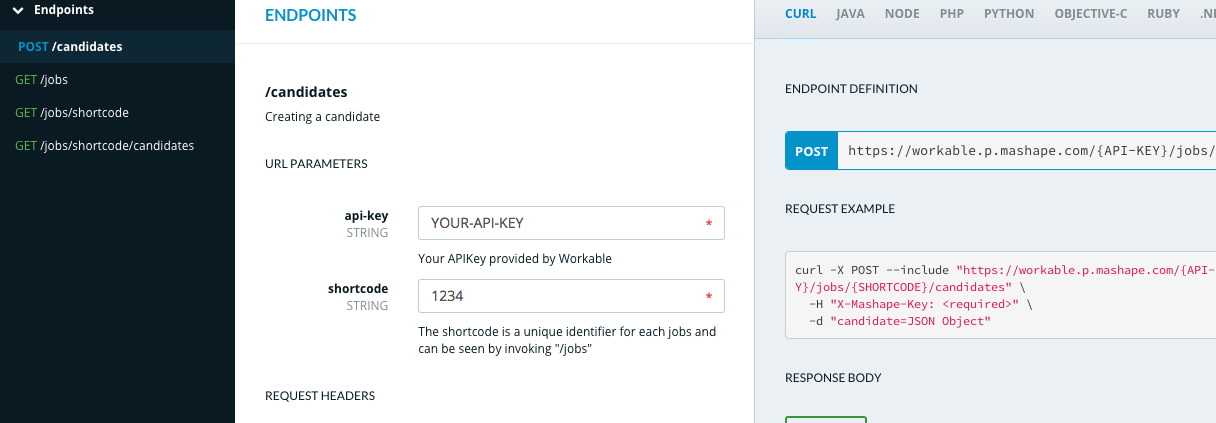 Endpoints
POST /candidates
GET /jobs
GET /jobs/shortcode
GET /jobs/shortcode/candidates
ENDPOINTS
/candidates
Creating a candidate
URL PARAMETERS
api-key
STRING
YOUR-API-KEY *
Your APIKey provided by Workable
shortcode
STRING
1234 *
The shortcode is a unique identifier for each jobs and
can be seen by invoking "/jobs"
REQUEST HEADERS
CURL JAVA NODE PHP PYTHON OBJECTIVE-C RUBY .NE
ENDPOINT DEFINITION
POST https://workable.p.mashape.com/{API-KEY}/jobs/
REQUEST EXAMPLE
curl -X POST --include "https://workable.p.mashape.com/{API-
Y}/jobs/{SHORTCODE}/candidates" \
-H "X-Mashape-Key: <required>" \
-d "candidate=JSON Object"
RESPONSE BODY